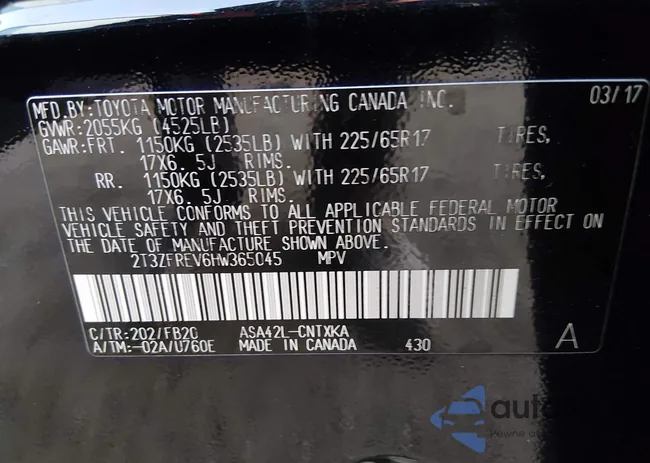 MFD.BY:TOYOTA MOTOR MANUFACTURING CANADA INC. 03/17
GVWR:2055KG (4525LB)
GAWR:FRT. 1150KG (2535LB) WITH 225/65R17 TIRES,
17X6.5J RIMS.
RR. 1150KG (2535LB) WITH 225/65R17 TIRES,
17X6.5J RIMS.
THIS VEHICLE CONFORMS TO ALL APPLICABLE FEDERAL MOTOR
VEHICLE SAFETY AND THEFT PREVENTION STANDARDS IN EFFECT ON
THE DATE OF MANUFACTURE SHOWN ABOVE.
2T3ZFREV6HW365045 MPV
C/TR:202/FB20 ASA42L-CNTXKA
A/TM:-02A/U760E MADE IN CANADA 430 A